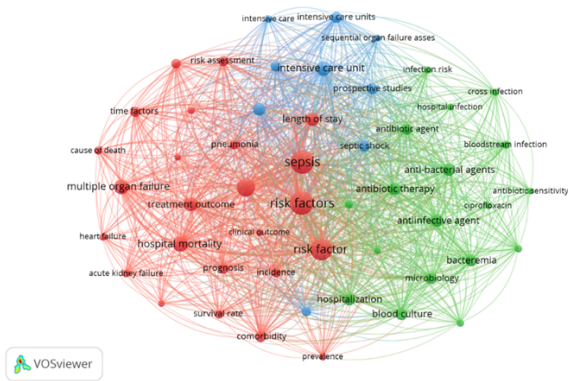 intensive care
intensive care units
sequential organ failure asses
risk assessment
intensive care unit
infection risk
prospective studies
cross infection
time factors
hospital infection
length of stay
antibiotic agent
pneumonia
septic shock
bloodstream infection
cause of death
sepsis
anti-bacterial agents
multiple organ failure
antibiotic therapy
antibiotic sensitivity
treatment outcome
risk factors
ciprofloxacin
antiinfective agent
heart failure
clinical outcome
hospital mortality
risk factor
bacteremia
acute kidney failure
prognosis
incidence
microbiology
hospitalization
survival rate
blood culture
comorbidity
prevalence
VOSviewer